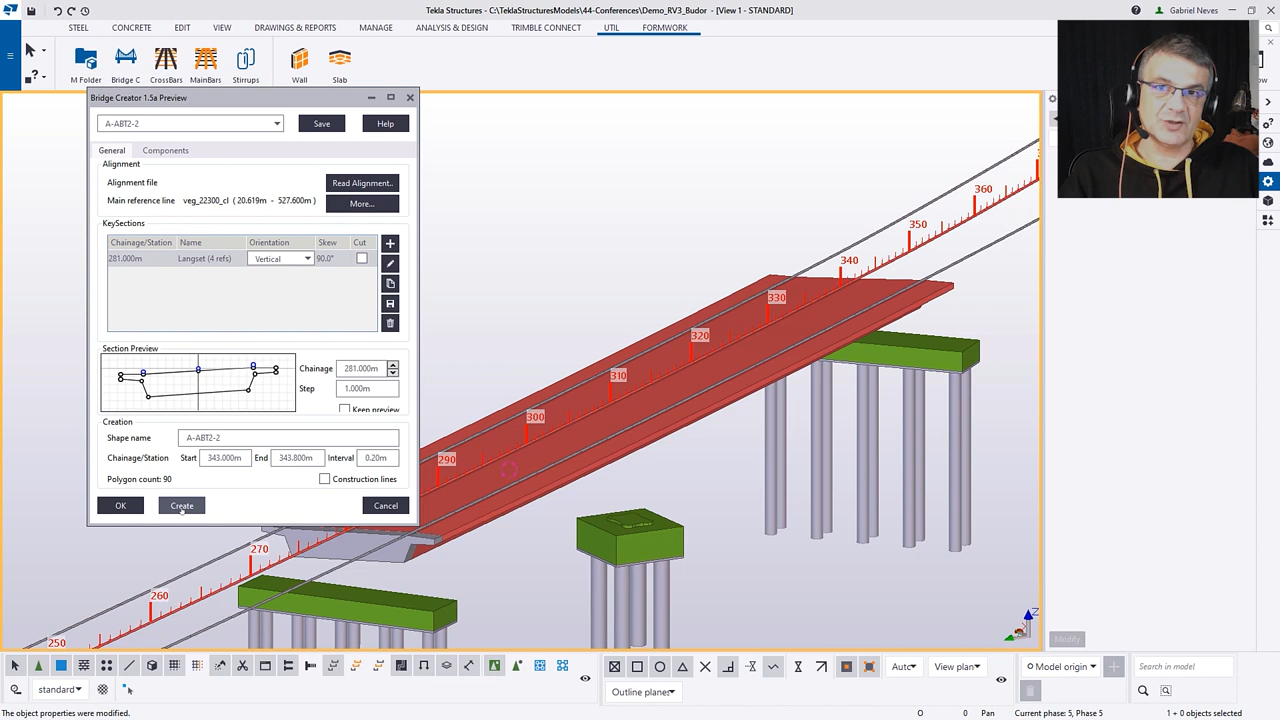 Tekla Structures - C:\TeklaStructuresModels\44-Conferences\Demo_RV3_Budor - [View 1 - STANDARD]
Gabriel Neves
STEEL CONCRETE EDIT VIEW DRAWINGS & REPORTS MANAGE ANALYSIS & DESIGN TRIMBLE CONNECT UTIL FORMWORK
M Folder Bridge C CrossBars MainBars Stirrups Wall Slab
Bridge Creator 1.5a Preview
A-ABT2-2 Save Help
General Components
Alignment
Alignment file Read Alignment..
Main reference line veg_22300_cl ( 20.619m - 527.600m ) More...
KeySections
Chainage/Station Name Orientation Skew Cut
281.000m Langset (4 refs) Vertical 90.0°
Section Preview
Chainage 281.000m
Step 1.000m
Keep preview
Creation
Shape name A-ABT2-2
Chainage/Station Start 343.000m End 343.800m Interval 0.20m
Polygon count: 90 Construction lines
OK Create Cancel
360
350
340
330
320
310
300
290
270
260
250
Z
Modify
Auto View plan Model origin Search in model
standard Outline planes
The object properties were modified. O 0 Pan Current phase: 5, Phase 5 1 + 0 objects selected